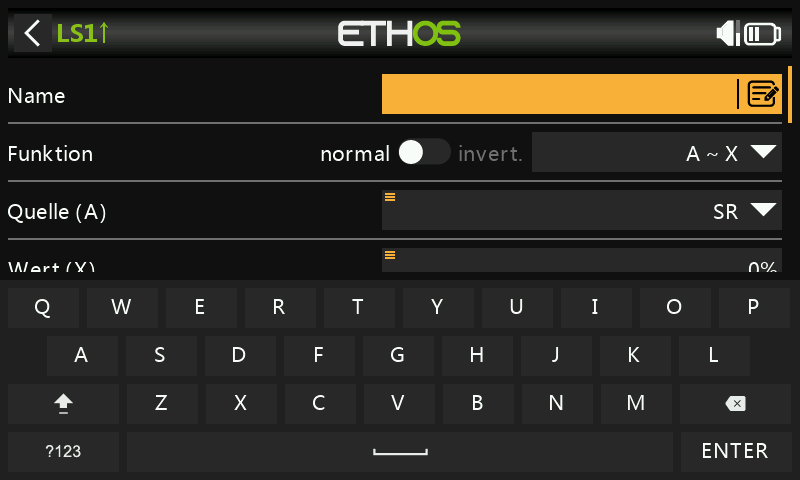 LS1↑ ETHOS
Name
Funktion normal invert. A ~ X
Quelle (A) SR
Wert (X) 0%
Q W E R T Y U I O P
A S D F G H J K L
Z X C V B N M
?123 ENTER